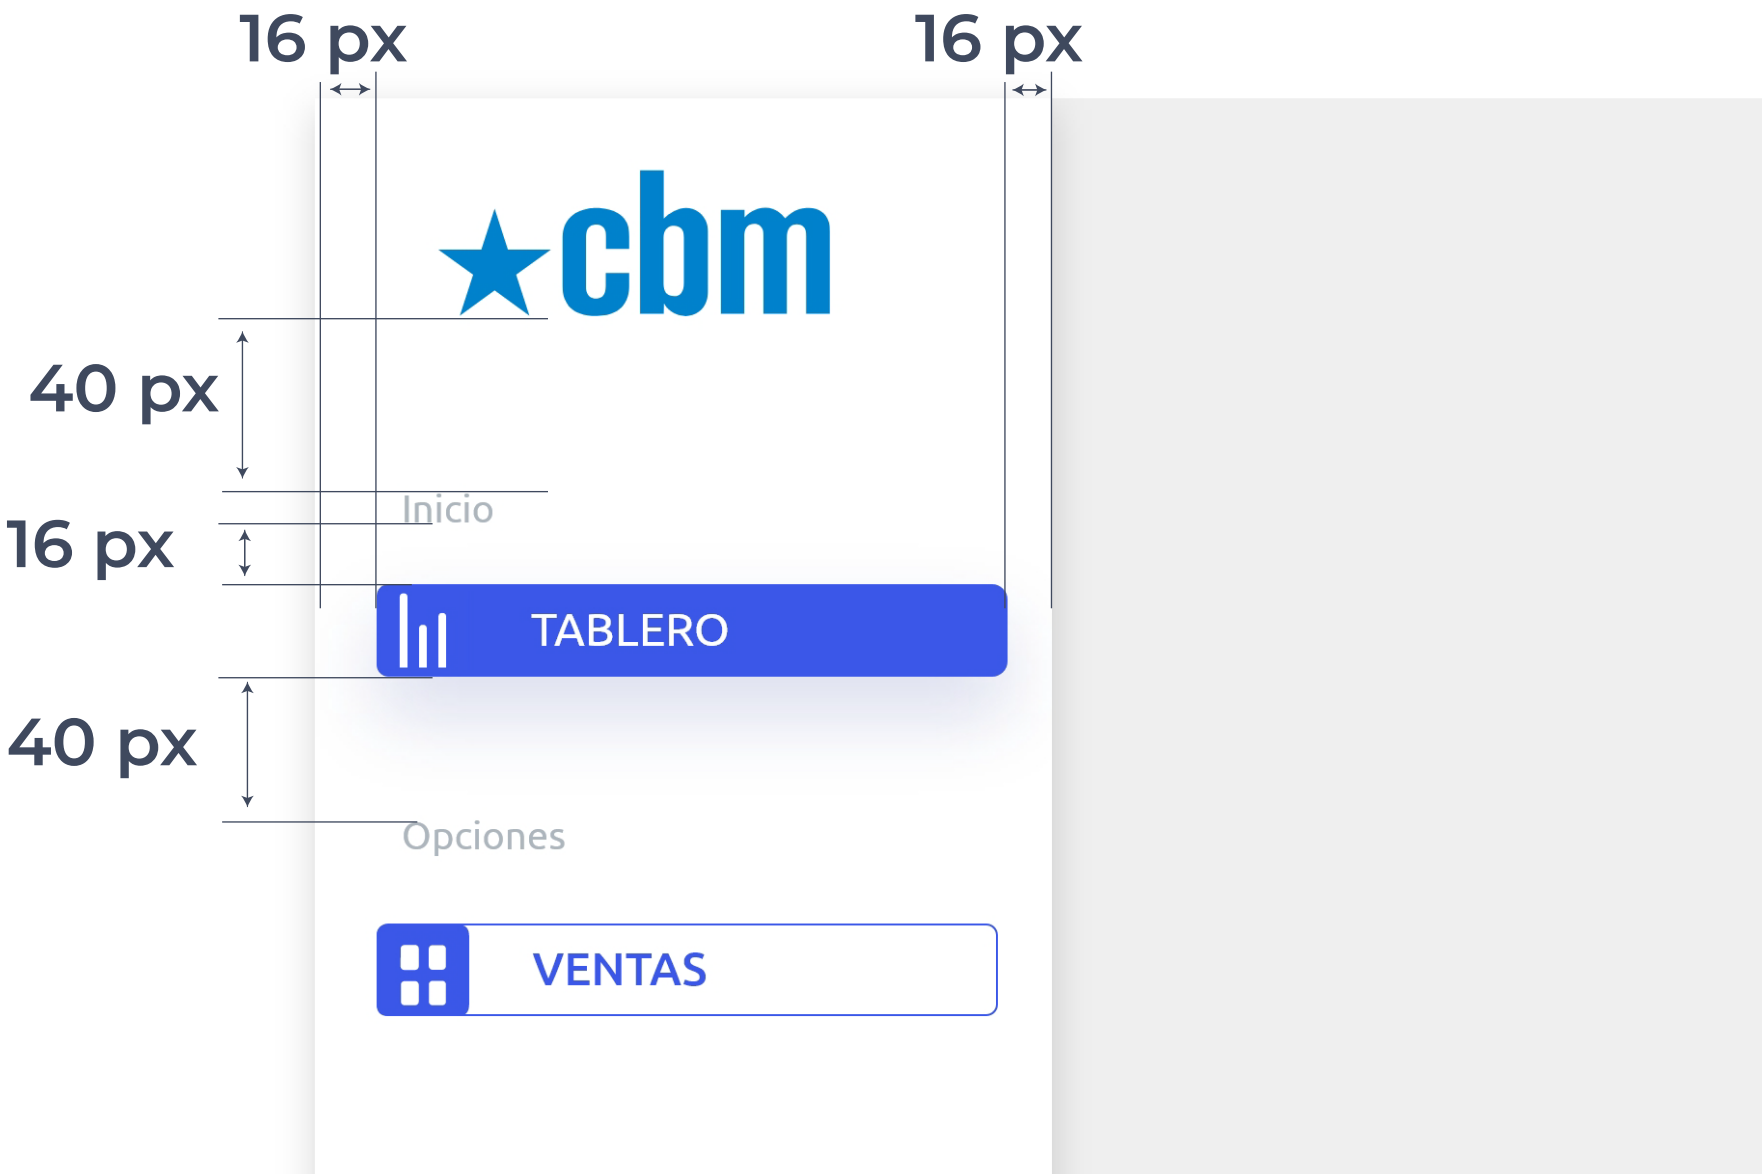 16 px
16 px
cbm
40 px
Inicio
16 px
TABLERO
40 px
Opciones
VENTAS